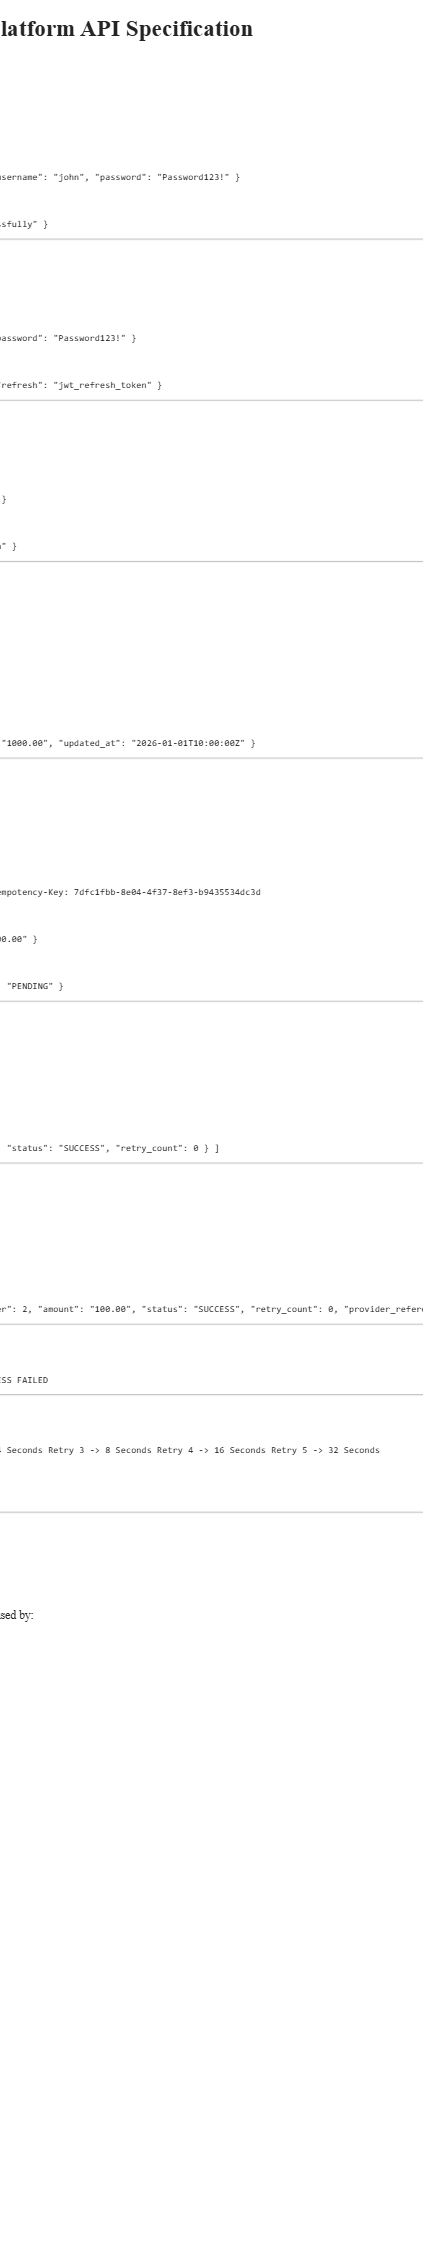 latform API Specification
sername": "john", "password": "Password123!" }
sfully" }
assword": "Password123!" }
refresh": "jwt_refresh_token" }
}
" }
"1000.00", "updated_at": "2026-01-01T10:00:00Z" }
empotency-Key: 7dfc1fbb-8e04-4f37-8ef3-b9435534dc3d
0.00" }
"PENDING" }
"status": "SUCCESS", "retry_count": 0 } ]
er": 2, "amount": "100.00", "status": "SUCCESS", "retry_count": 0, "provider_refere
ESS FAILED
Seconds Retry 3 -> 8 Seconds Retry 4 -> 16 Seconds Retry 5 -> 32 Seconds
sed by: